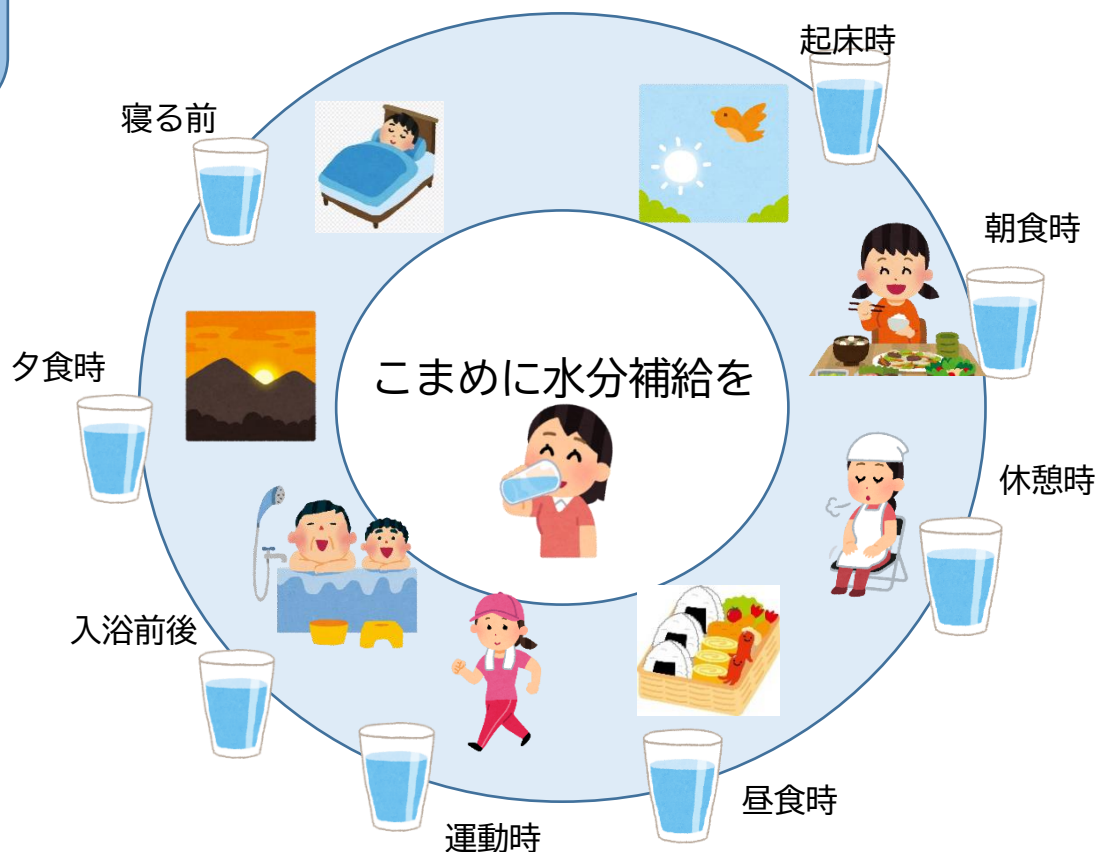 こまめに水分補給を
起床時
朝食時
休憩時
昼食時
運動時
入浴前後
夕食時
寝る前